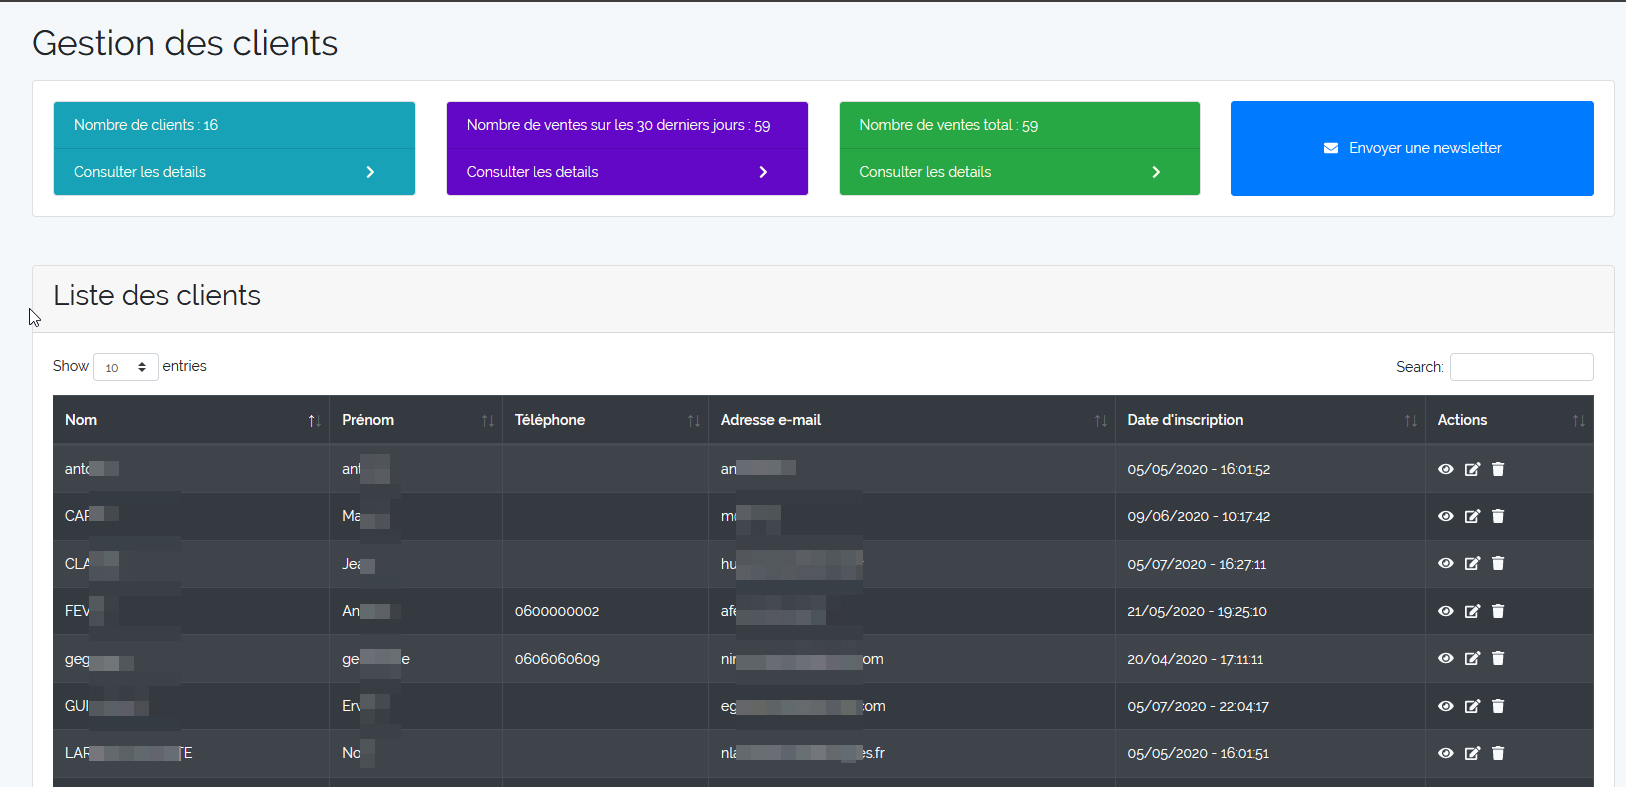 Gestion des clients
Nombre de clients : 16
Consulter les details
Nombre de ventes sur les 30 derniers jours : 59
Consulter les details
Nombre de ventes total : 59
Consulter les details
Envoyer une newsletter
Liste des clients
Show 10 entries
Search:
Nom Prénom Téléphone Adresse e-mail Date d'inscription Actions
05/05/2020 - 16:01:52
09/06/2020 - 10:17:42
05/07/2020 - 16:27:11
0600000002 21/05/2020 - 19:25:10
0606060609 20/04/2020 - 17:11:11
05/07/2020 - 22:04:17
05/05/2020 - 16:01:51